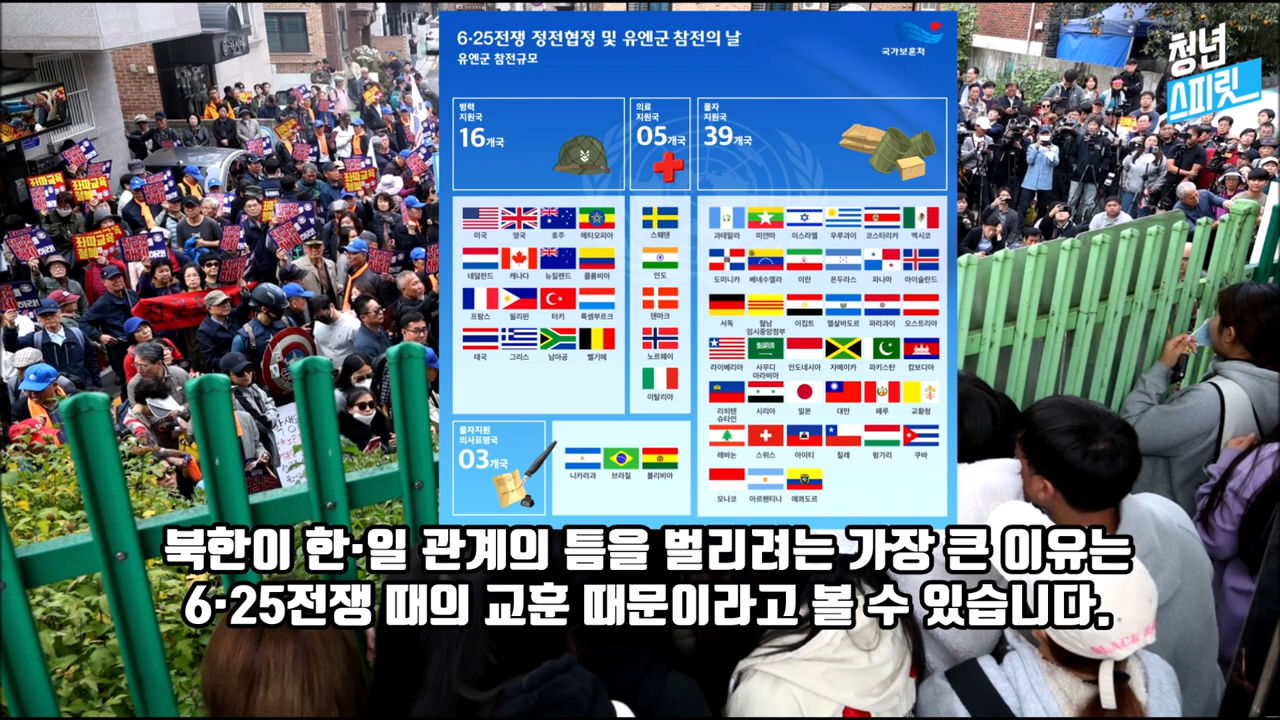 6·25전쟁 정전협정 및 유엔군 참전의 날
유엔군 참전규모
국가보훈처
청년
스피릿
병력
지원국
16개국
의료
지원국
05개국
물자
지원국
39개국
미국 영국 호주 에티오피아
네덜란드 캐나다 뉴질랜드 콜롬비아
프랑스 필리핀 터키 룩셈부르크
태국 그리스 남아공 벨기에
스웨덴
인도
덴마크
노르웨이
이탈리아
과테말라 미얀마 이스라엘 우루과이 코스타리카 멕시코
도미니카 베네수엘라 이란 온두라스 파나마 아이슬란드
서독 월남 임시중앙정부 이집트 엘살바도르 파라과이 오스트리아
라이베리아 사우디 아라비아 인도네시아 자메이카 파키스탄 캄보디아
리히텐 슈타인 시리아 일본 대만 페루 교황청
레바논 스위스 아이티 칠레 헝가리 쿠바
모나코 아르헨티나 에콰도르
물자지원
의사표명국
03개국
니카라과 브라질 볼리비아
좌파교육
좌파교육
철폐
좌파교육
북한이 한·일 관계의 틈을 벌리려는 가장 큰 이유는
6·25전쟁 때의 교훈 때문이라고 볼 수 있습니다.